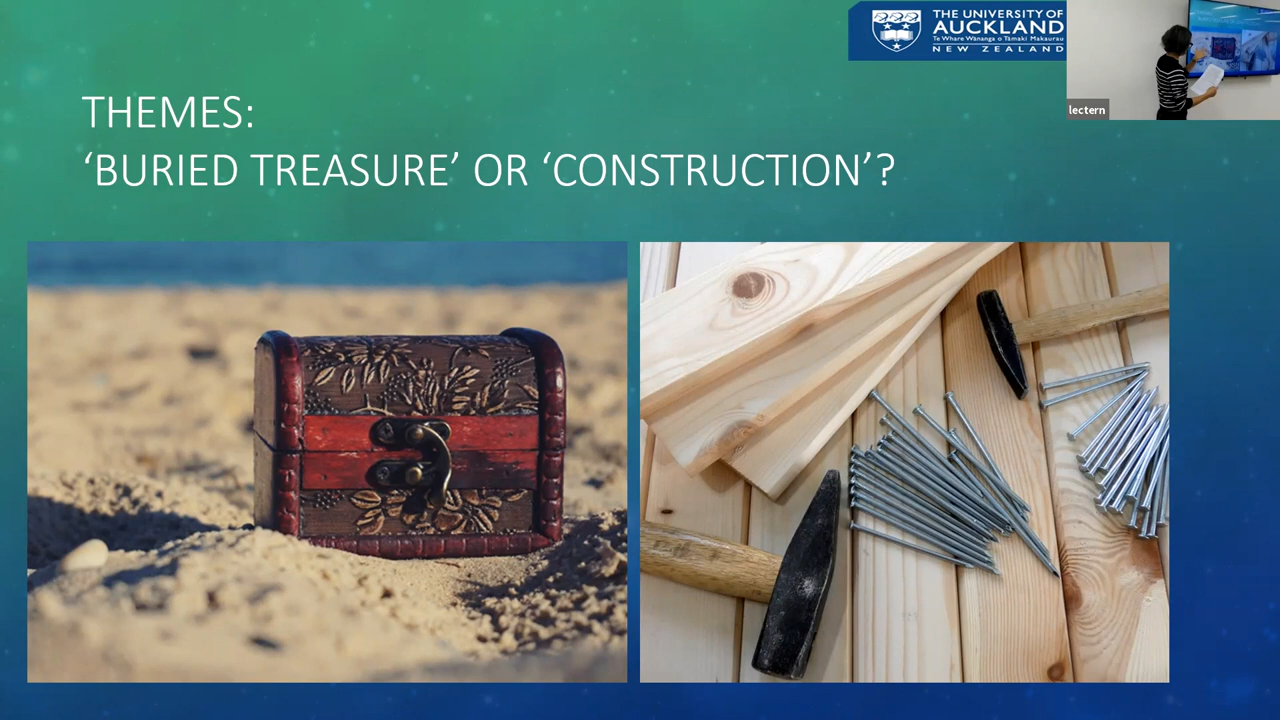 THE UNIVERSITY OF
AUCKLAND
Te Whare Wānanga o Tāmaki Makaurau
NEW ZEALAND
lectern
THEMES:
‘BURIED TREASURE’ OR ‘CONSTRUCTION’?